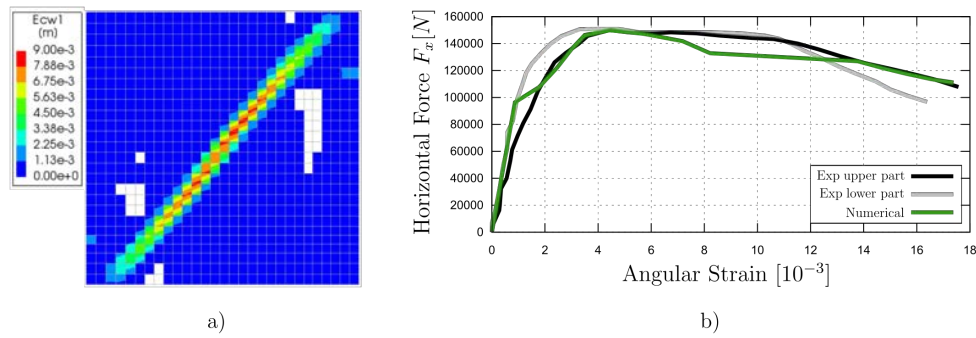 Ecw1
(m)
9.00e-3
7.88e-3
6.75e-3
5.63e-3
4.50e-3
3.38e-3
2.25e-3
1.13e-3
0.00e+0
a)
Horizontal Force Fx[N]
160000
140000
120000
100000
80000
60000
40000
20000
0
Exp upper part
Exp lower part
Numerical
0 2 4 6 8 10 12 14 16 18
Angular Strain [10⁻³]
b)